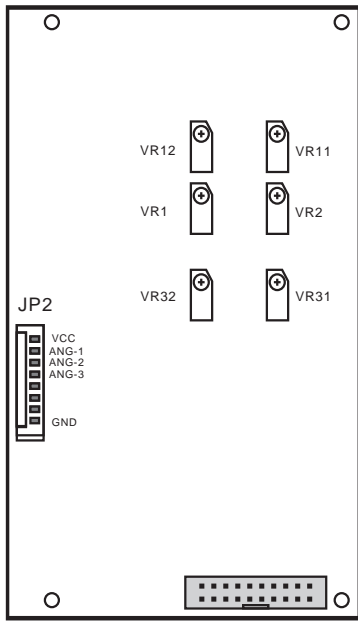 VR12
VR11
VR1
VR2
VR32
VR31
JP2
VCC
ANG-1
ANG-2
ANG-3
GND